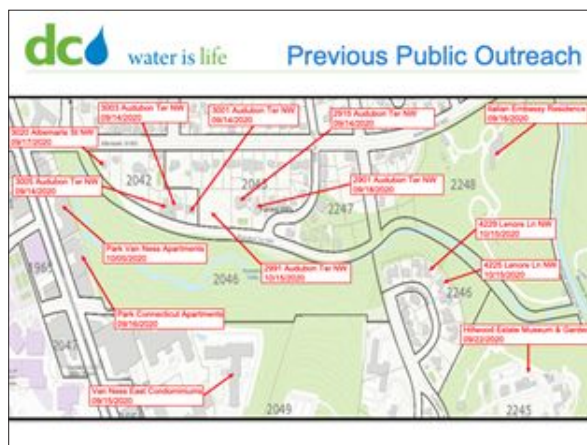 dc
water is life
Previous Public Outreach
3003 Audubon Ter NW
09/14/2020
3001 Audubon Ter NW
09/14/2020
2915 Audubon Ter NW
09/14/2020
Italian Embassy Residence
09/16/2020
3020 Albemarle St NW
09/17/2020
3005 Audubon Ter NW
09/14/2020
2901 Audubon Ter NW
09/18/2020
2042
2043
2247
2248
4229 Lenore Ln NW
10/15/2020
Park Van Ness Apartments
10/05/2020
2991 Audubon Ter NW
10/15/2020
4225 Lenore Ln NW
10/15/2020
1965
2046
2246
Park Connecticut Apartments
09/16/2020
Hillwood Estate Museum & Garden
09/22/2020
2047
Van Ness East Condominiums
09/15/2020
2049
2245